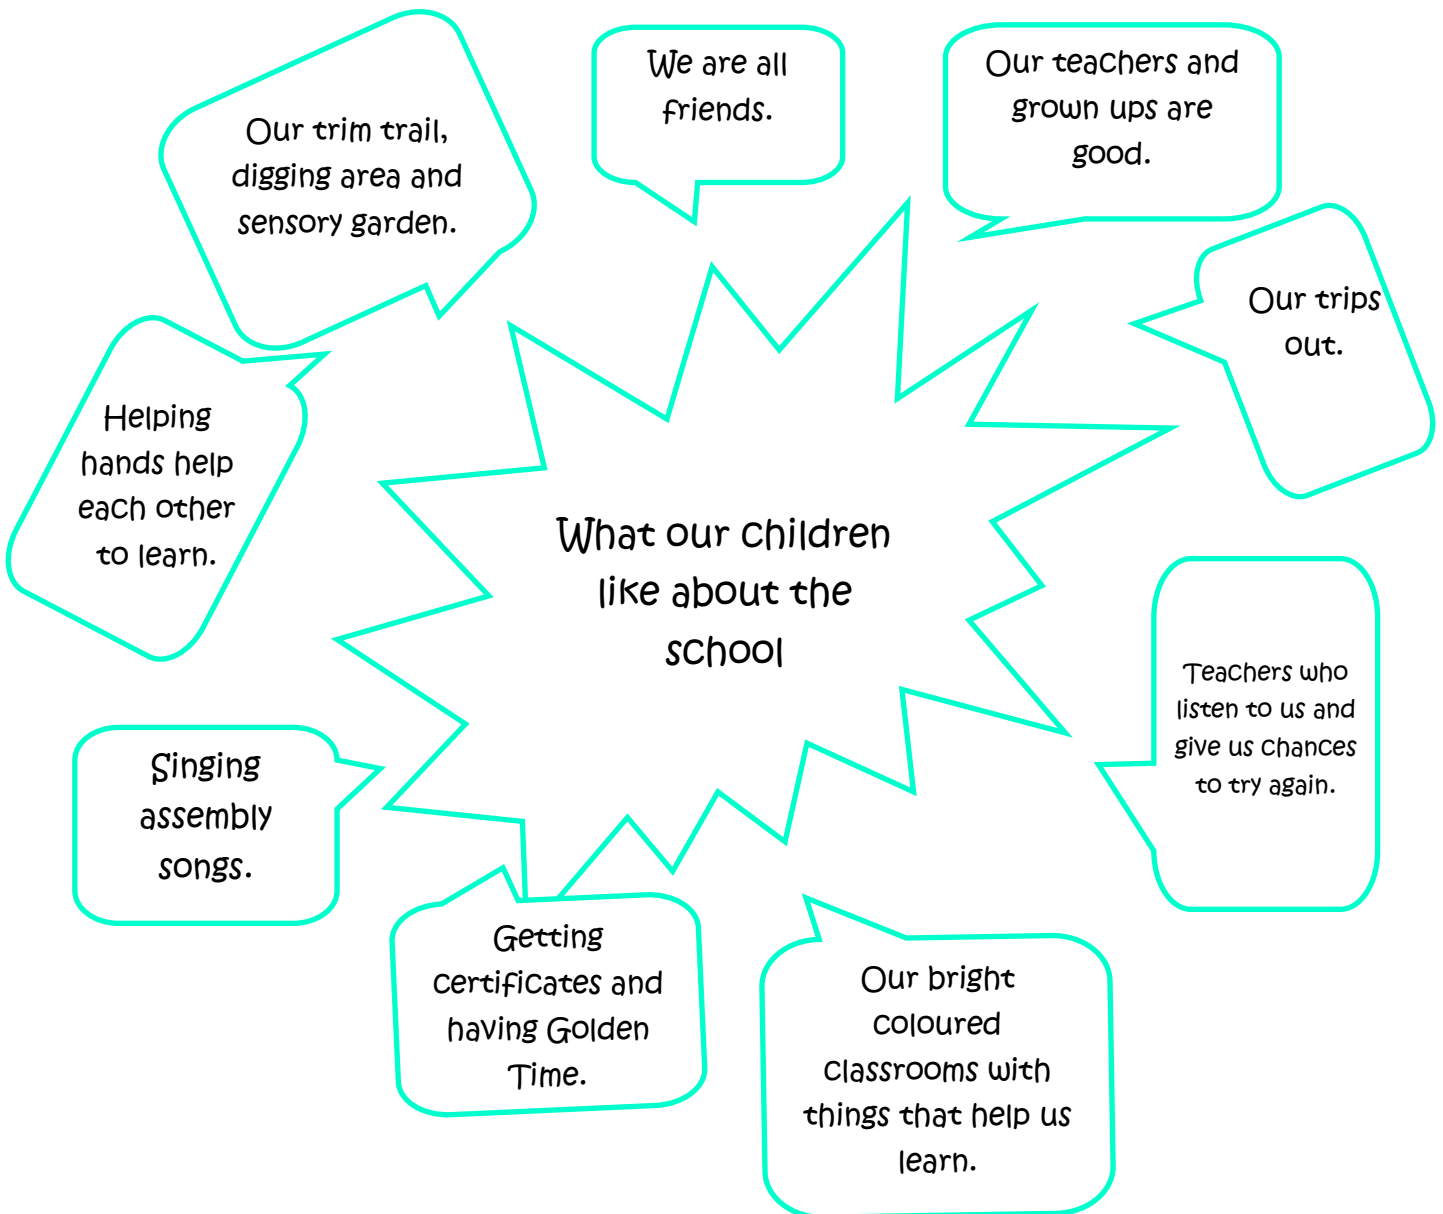 We are all
friends.
Our teachers and
grown ups are
good.
Our trim trail,
digging area and
sensory garden.
Our trips
out.
Helping
hands help
each other
to learn.
What our children
like about the
school
Teachers who
listen to us and
give us chances
to try again.
Singing
assembly
songs.
Getting
certificates and
having Golden
Time.
Our bright
coloured
classrooms with
things that help us
learn.